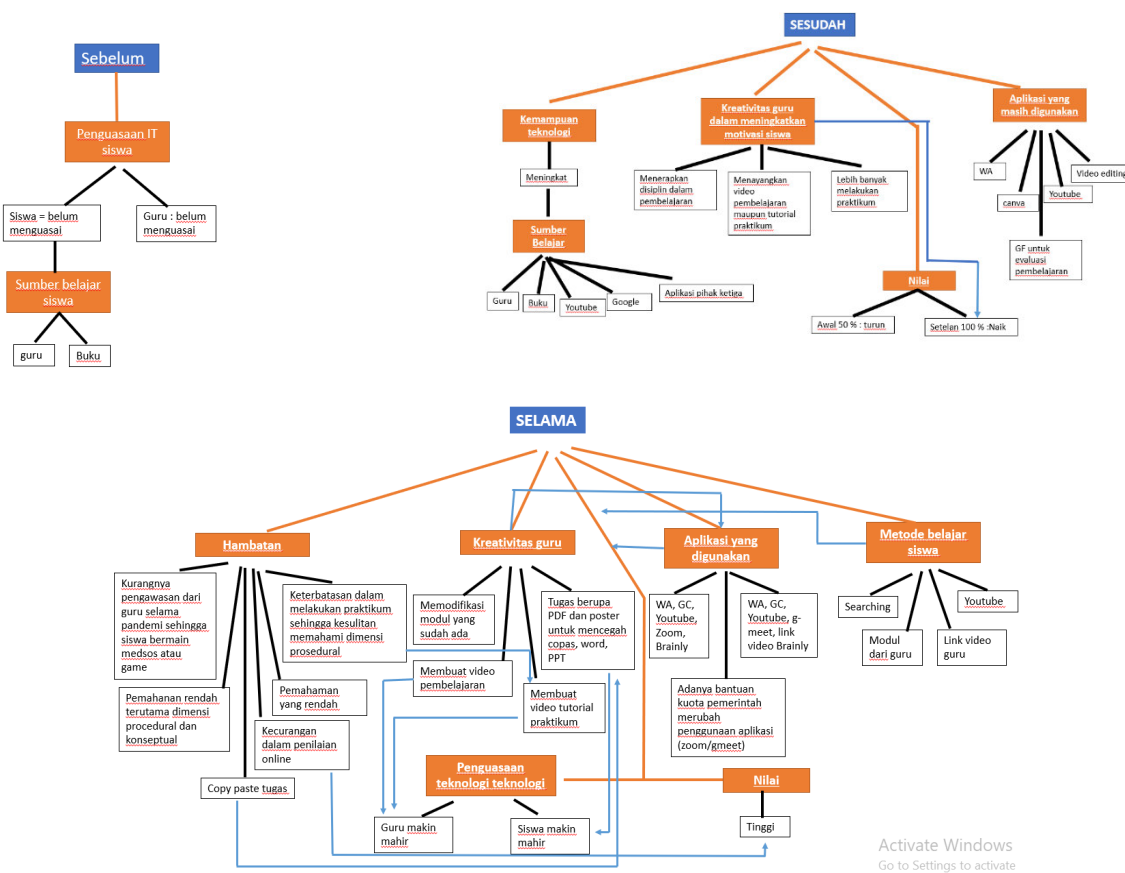 Sebelum
Penguasaan IT
siswa
Siswa = belum
menguasai
Guru : belum
menguasai
Sumber belajar
siswa
guru
Buku
SESUDAH
Kemampuan
teknologi
Meningkat
Sumber
Belajar
Guru
Buku
Youtube
Google
Aplikasi pihak ketiga
Kreativitas guru
dalam meningkatkan
motivasi siswa
Menerapkan
disiplin dalam
pembelajaran
Menayangkan
video
pembelajaran
maupun tutorial
praktikum
Lebih banyak
melakukan
praktikum
Nilai
Awal 50 % : turun
Setelan 100 % :Naik
Aplikasi yang
masih digunakan
WA
canva
GF untuk
evaluasi
pembelajaran
Youtube
Video editing
SELAMA
Hambatan
Kurangnya
pengawasan dari
guru selama
pandemi sehingga
siswa bermain
medsos atau
game
Pemahanan rendah
terutama dimensi
procedural dan
konseptual
Copy paste tugas
Kecurangan
dalam penilaian
online
Pemahaman
yang rendah
Keterbatasan dalam
melakukan praktikum
sehingga kesulitan
memahami dimensi
prosedural
Kreativitas guru
Memodifikasi
modul yang
sudah ada
Membuat video
pembelajaran
Membuat
video tutorial
praktikum
Tugas berupa
PDF dan poster
untuk mencegah
copas, word,
PPT
Aplikasi yang
digunakan
WA, GC,
Youtube,
Zoom,
Brainly
Adanya bantuan
kuota pemerintah
merubah
penggunaan aplikasi
(zoom/gmeet)
WA, GC,
Youtube, g-
meet, link
video Brainly
Metode belajar
siswa
Searching
Modul
dari guru
Link video
guru
Youtube
Penguasaan
teknologi teknologi
Guru makin
mahir
Siswa makin
mahir
Nilai
Tinggi
Activate Windows
Go to Settings to activate